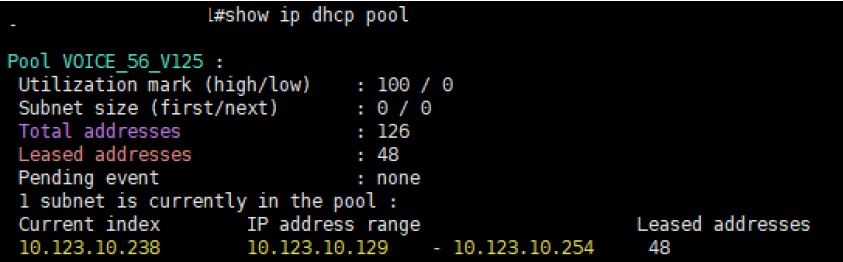 #show ip dhcp pool
-
Pool VOICE_56_V125 :
Utilization mark (high/low) : 100 / 0
Subnet size (first/next) : 0 / 0
Total addresses : 126
Leased addresses : 48
Pending event : none
1 subnet is currently in the pool :
Current index IP address range Leased addresses
10.123.10.238 10.123.10.129 - 10.123.10.254 48